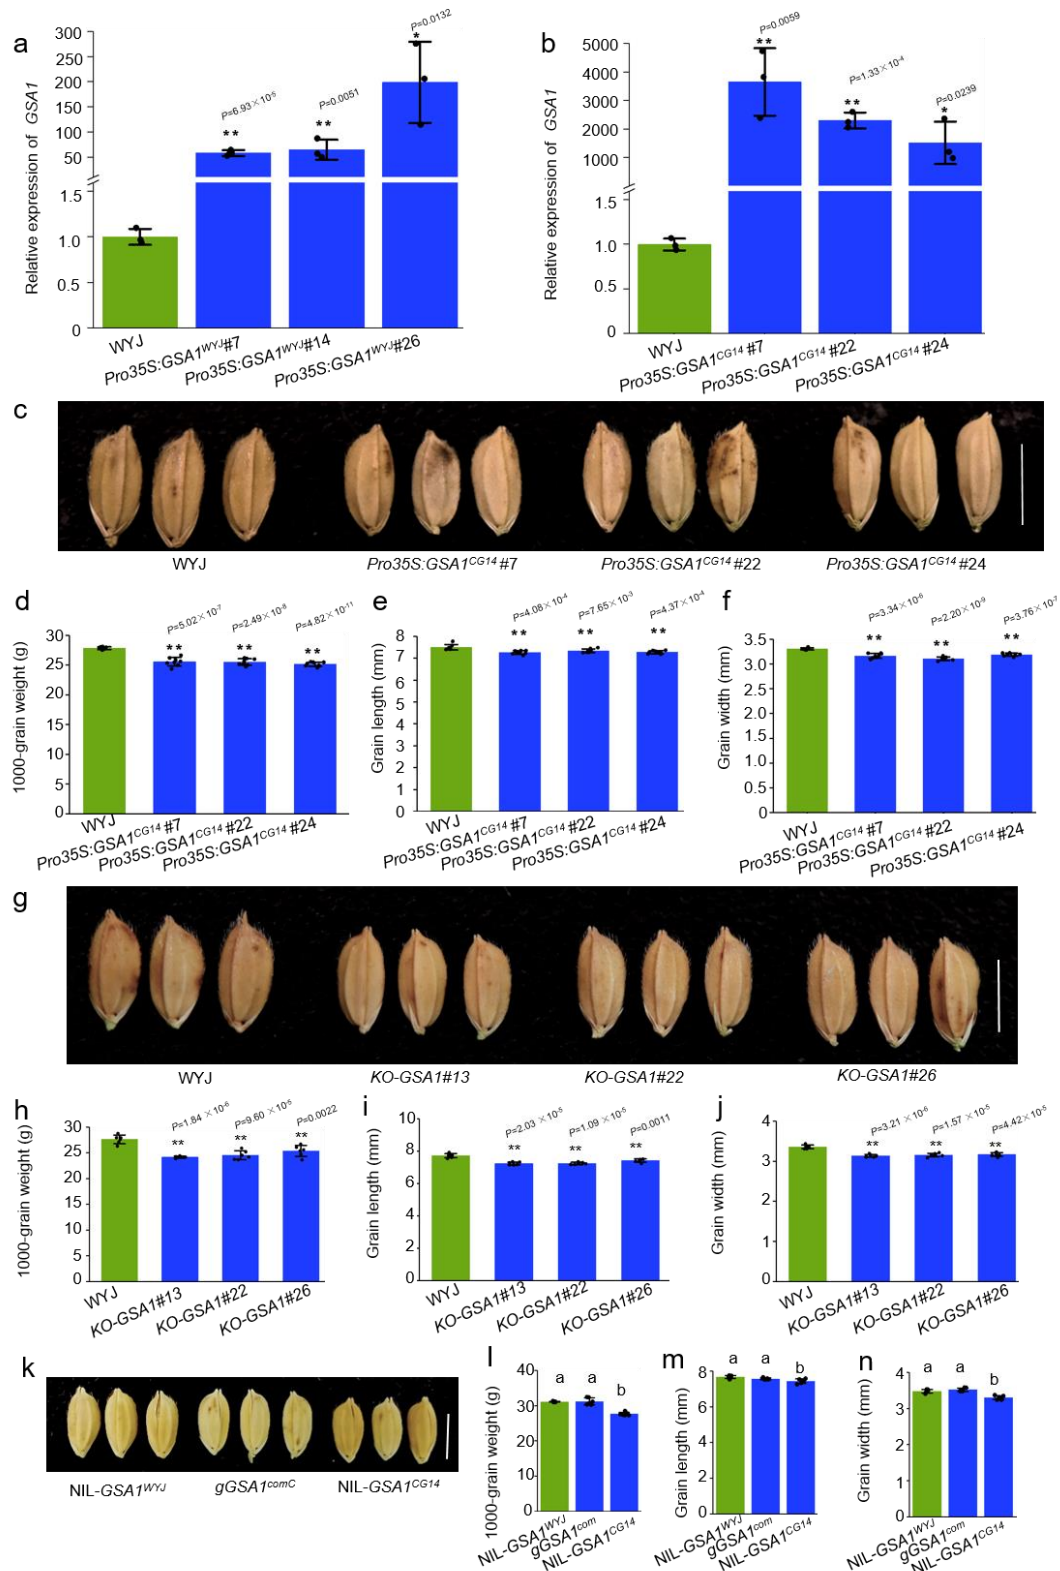 a
Relative expression of GSA1
300
250
200
150
100
50
1.5
1.0
0.5
0
P=6.93×10-5
**
P=0.0051
**
P=0.0132
*
WYJ
Pro35S:GSA1WYJ#7
Pro35S:GSA1WYJ#14
Pro35S:GSA1WYJ#26
b
Relative expression of GSA1
5000
4000
3000
2000
1000
1.5
1.0
0.5
0
P=0.0059
**
P=1.33×10-4
**
P=0.0239
*
WYJ
Pro35S:GSA1CG14 #7
Pro35S:GSA1CG14 #22
Pro35S:GSA1CG14 #24
c
WYJ
Pro35S:GSA1CG14 #7
Pro35S:GSA1CG14 #22
Pro35S:GSA1CG14 #24
d
1000-grain weight (g)
30
25
20
15
10
5
0
P=5.02×10-7
**
P=2.49×10-8
**
P=4.82×10-11
**
WYJ
Pro35S:GSA1CG14 #7
Pro35S:GSA1CG14 #22
Pro35S:GSA1CG14 #24
e
Grain length (mm)
8
7
6
5
4
3
2
1
0
P=4.08×10-4
**
P=7.65×10-3
**
P=4.37×10-4
**
WYJ
Pro35S:GSA1CG14 #7
Pro35S:GSA1CG14 #22
Pro35S:GSA1CG14 #24
f
Grain width (mm)
3.5
3.0
2.5
2.0
1.5
1.0
0.5
0.0
P=3.34×10-6
**
P=2.20×10-9
**
P=3.76×10-7
**
WYJ
Pro35S:GSA1CG14 #7
Pro35S:GSA1CG14 #22
Pro35S:GSA1CG14 #24
g
WYJ
KO-GSA1#13
KO-GSA1#22
KO-GSA1#26
h
1000-grain weight (g)
30
25
20
15
10
5
0
P=1.84 ×10-6
**
P=9.60 ×10-5
**
P=0.0022
**
WYJ
KO-GSA1#13
KO-GSA1#22
KO-GSA1#26
i
Grain length (mm)
10
8
6
4
2
0
P=2.03 ×10-5
**
P=1.09 ×10-5
**
P=0.0011
**
WYJ
KO-GSA1#13
KO-GSA1#22
KO-GSA1#26
j
Grain width (mm)
4
3
2
1
0
P=3.21 ×10-6
**
P=1.57 ×10-5
**
P=4.42×10-5
**
WYJ
KO-GSA1#13
KO-GSA1#22
KO-GSA1#26
k
NIL-GSA1WYJ
gGSA1comC
NIL-GSA1CG14
l
1000-grain weight (g)
40
30
20
10
0
a
a
b
NIL-GSA1WYJ
gGSA1com
NIL-GSA1CG14
m
Grain length (mm)
8
6
4
2
0
a
a
b
NIL-GSA1WYJ
gGSA1com
NIL-GSA1CG14
n
Grain width (mm)
4
3
2
1
0
a
a
b
NIL-GSA1WYJ
gGSA1com
NIL-GSA1CG14